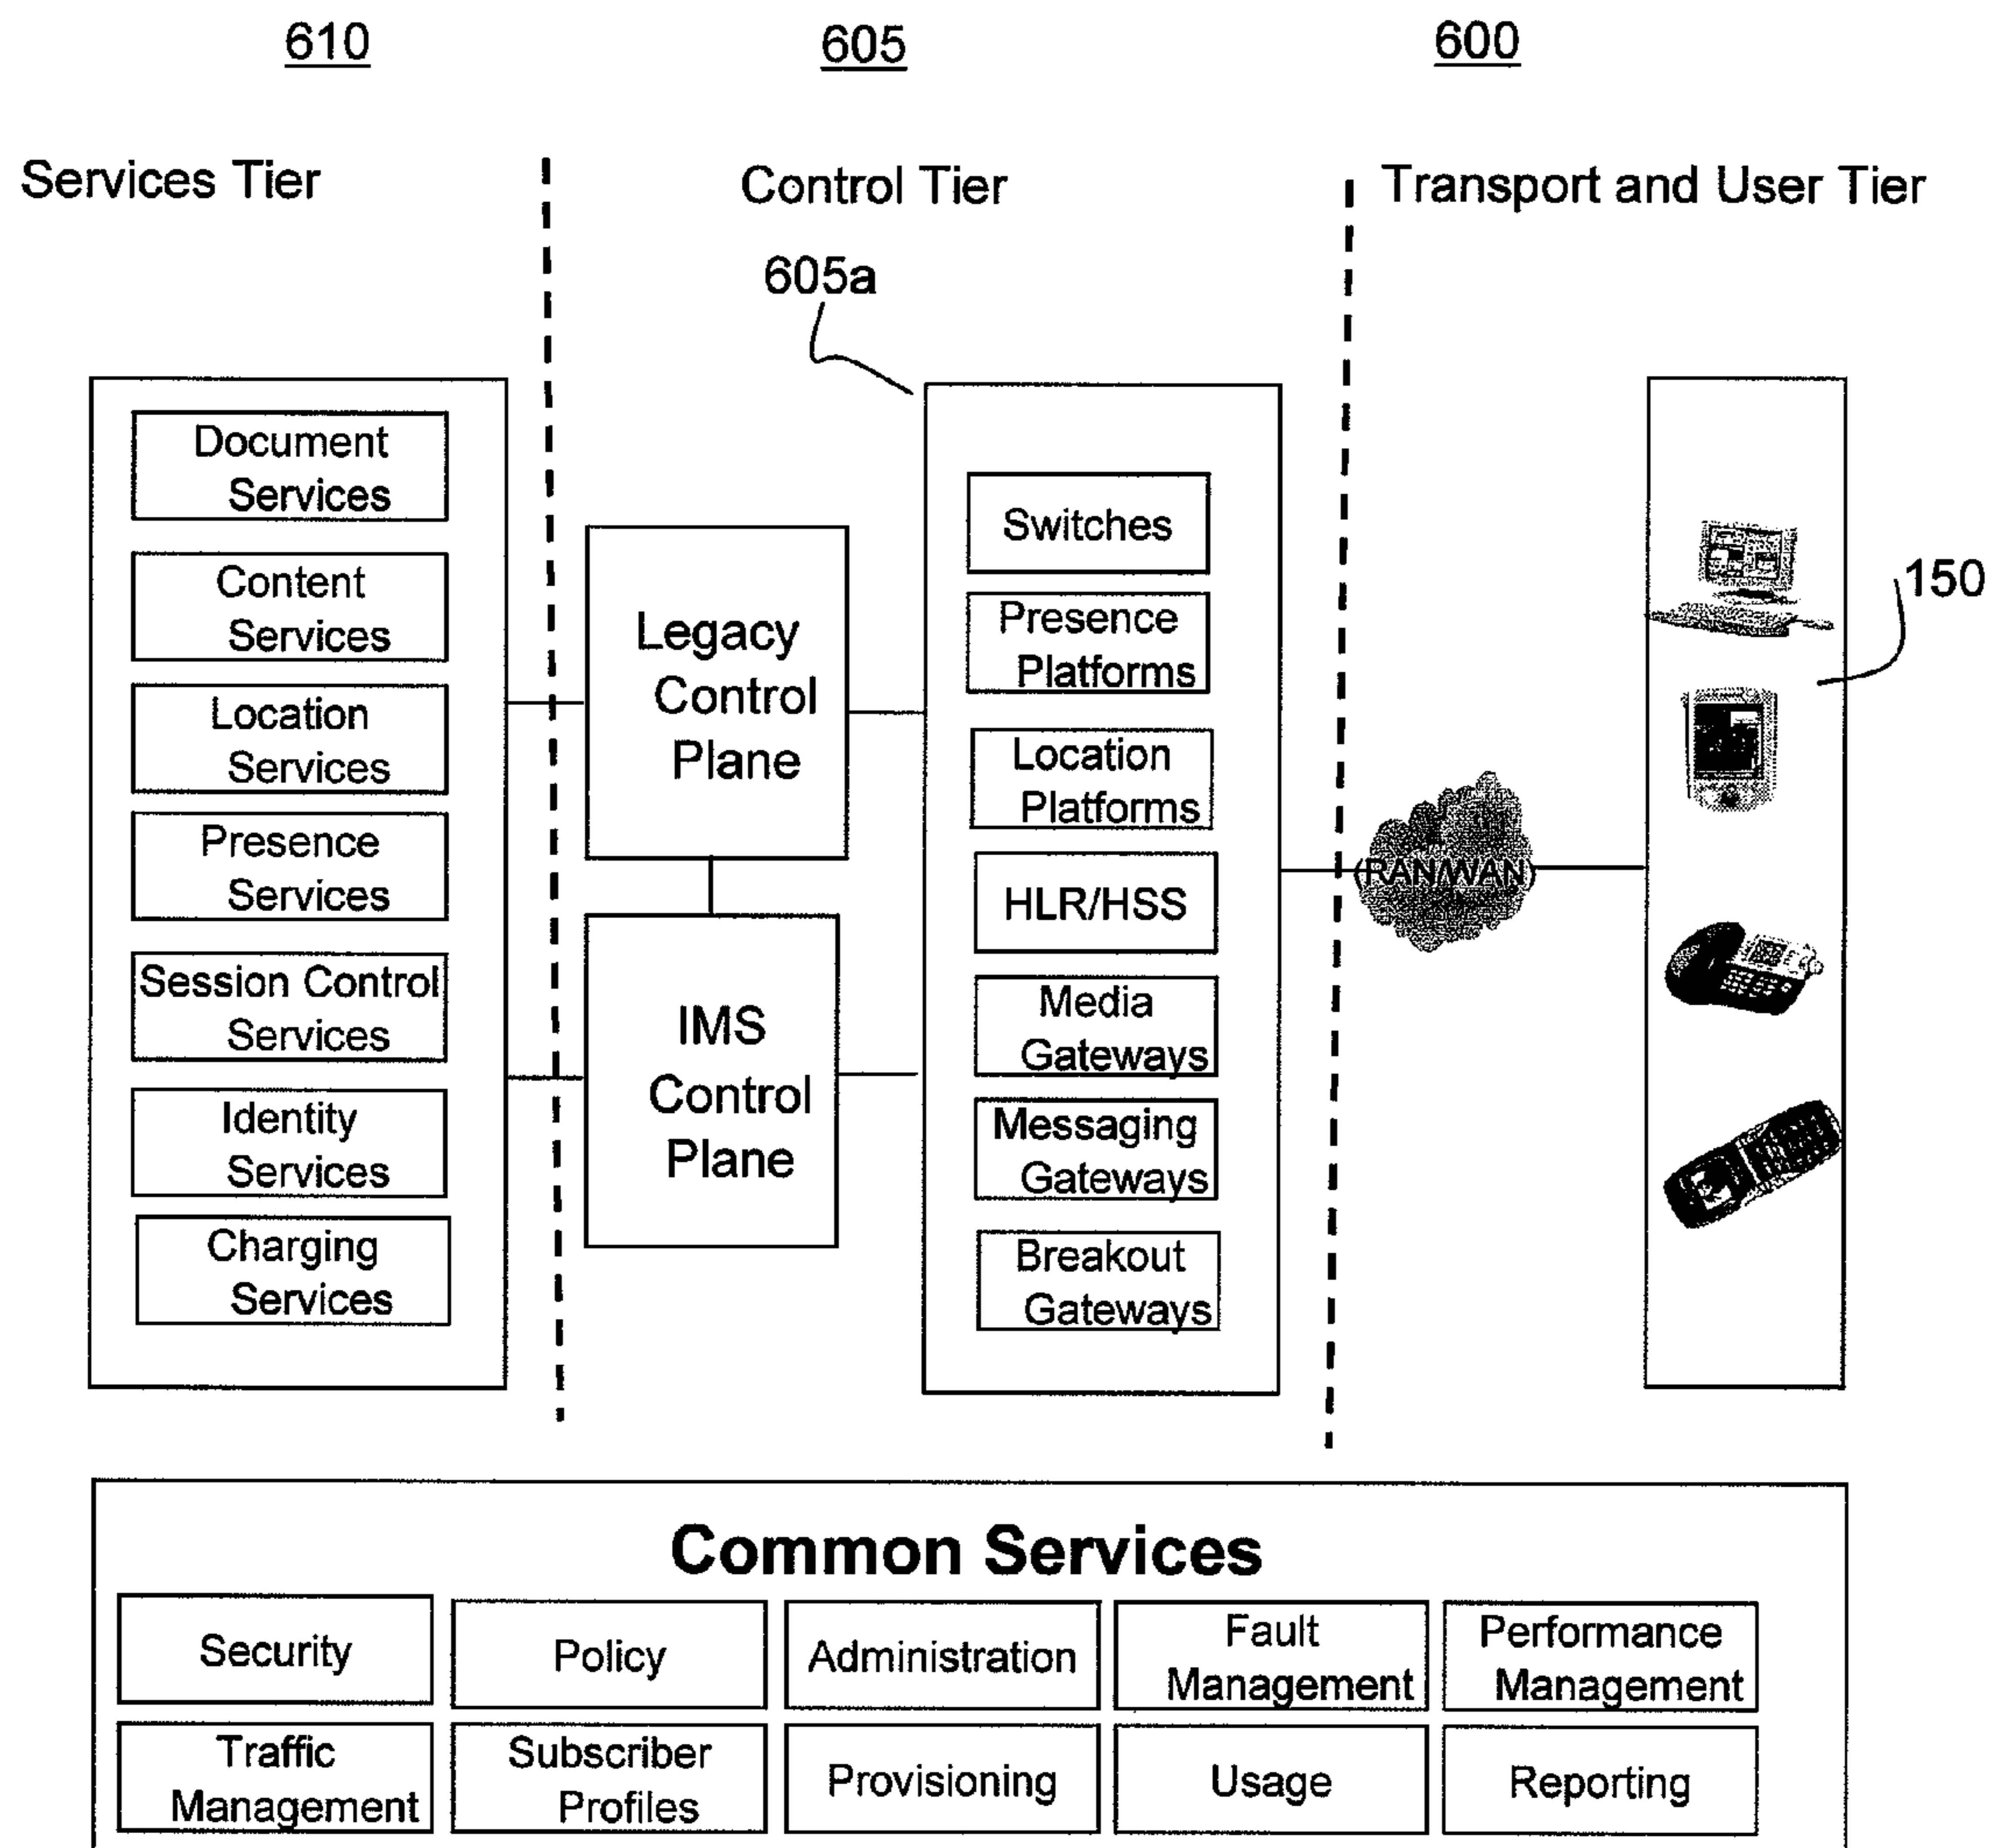 610
605
600
Services Tier
Control Tier
Transport and User Tier
605a
Document
Services
Content
Services
Location
Services
Presence
Services
Session Control
Services
Identity
Services
Charging
Services
Legacy
Control
Plane
IMS
Control
Plane
Switches
Presence
Platforms
Location
Platforms
HLR/HSS
Media
Gateways
Messaging
Gateways
Breakout
Gateways
(RAN/WAN)
150
Common Services
Security
Policy
Administration
Fault
Management
Performance
Management
Traffic
Management
Subscriber
Profiles
Provisioning
Usage
Reporting